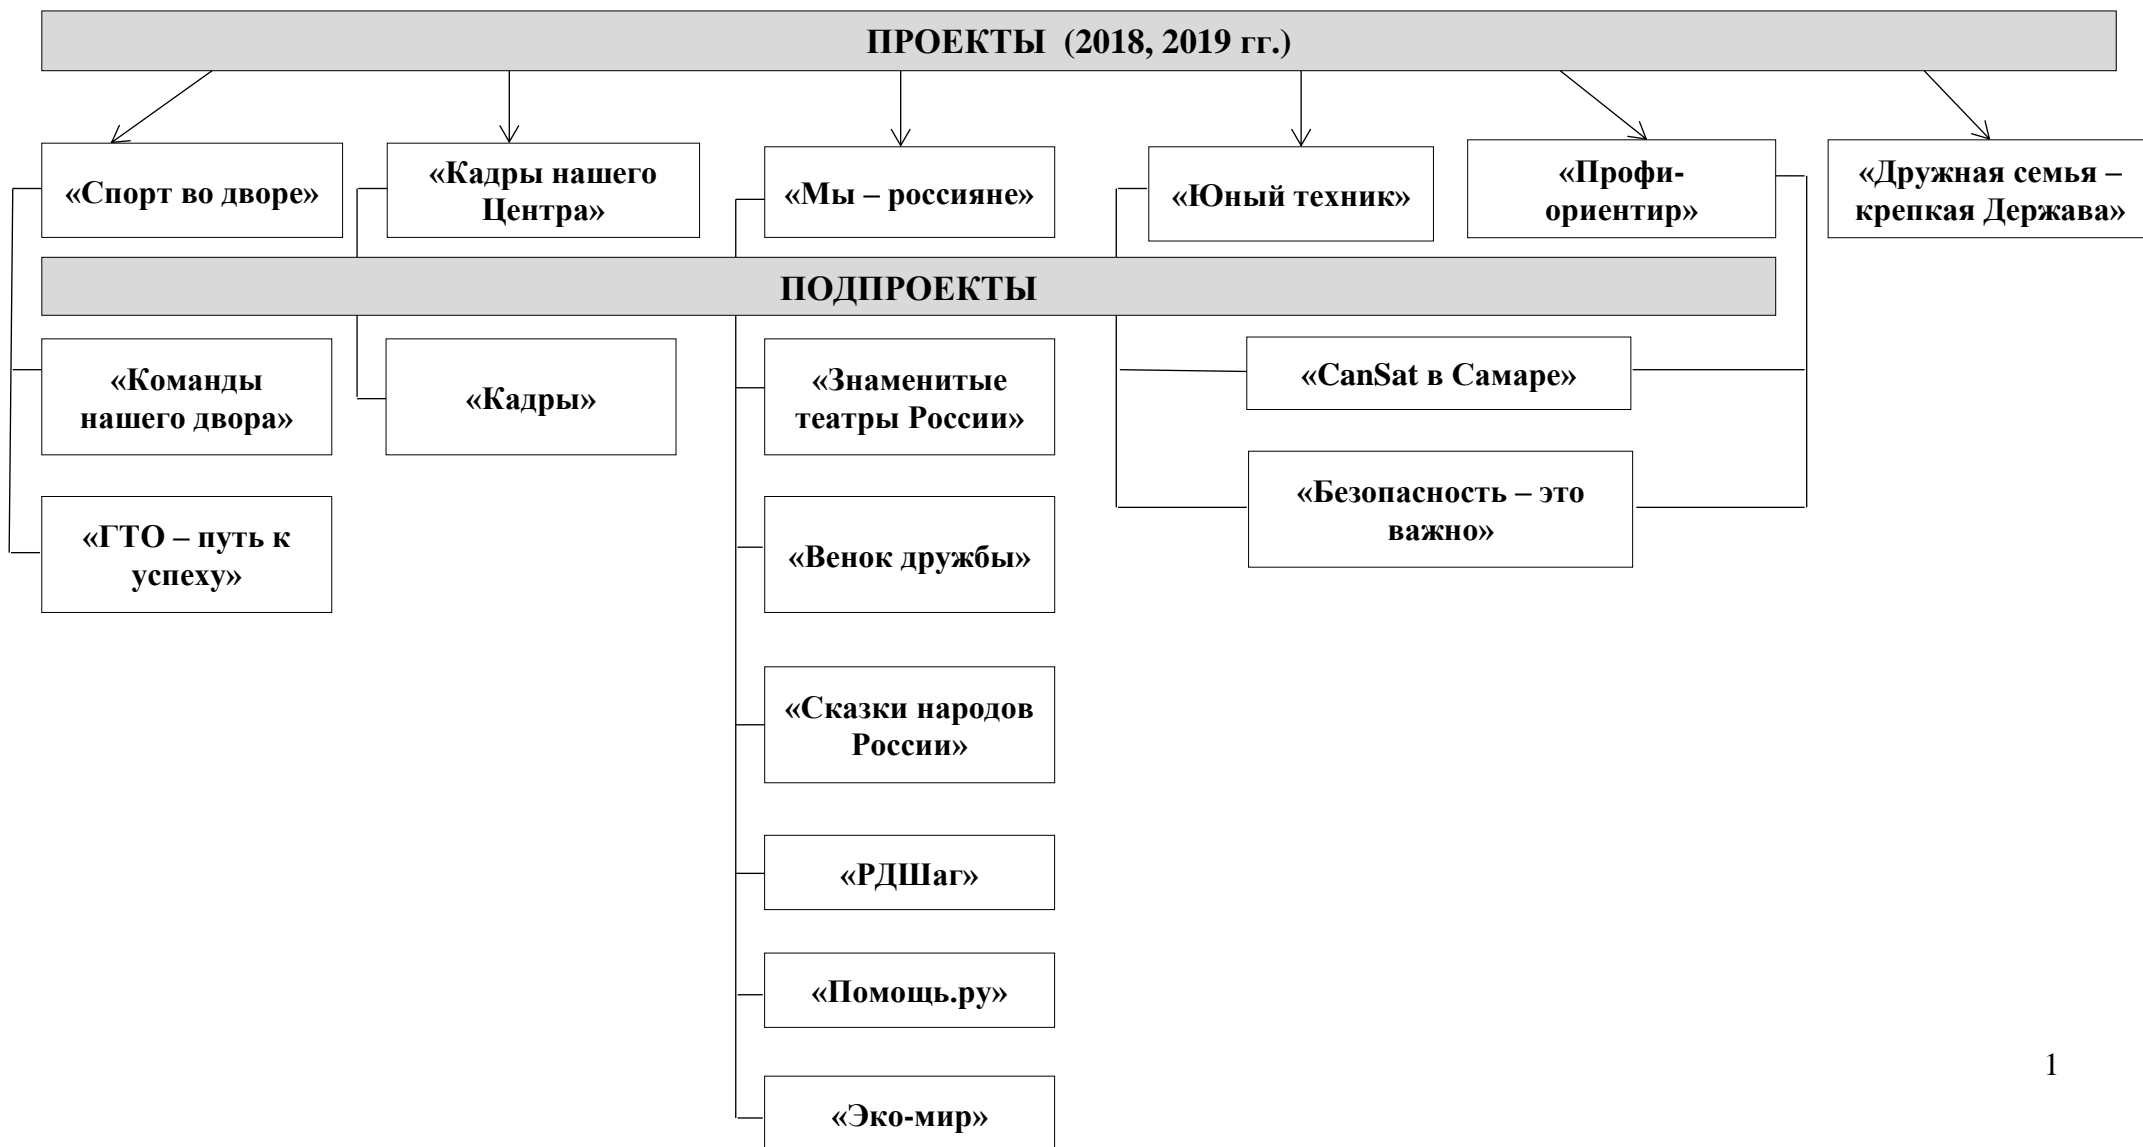 ПРОЕКТЫ (2018, 2019 гг.)
«Спорт во дворе»
«Кадры нашего
Центра»
«Мы – россияне»
«Юный техник»
«Профи-
ориентир»
«Дружная семья –
крепкая Держава»
ПОДПРОЕКТЫ
«Команды
нашего двора»
«Кадры»
«Знаменитые
театры России»
«CanSat в Самаре»
«ГТО – путь к
успеху»
«Венок дружбы»
«Безопасность – это
важно»
«Сказки народов
России»
«РДШаг»
«Помощь.ру»
«Эко-мир»
1